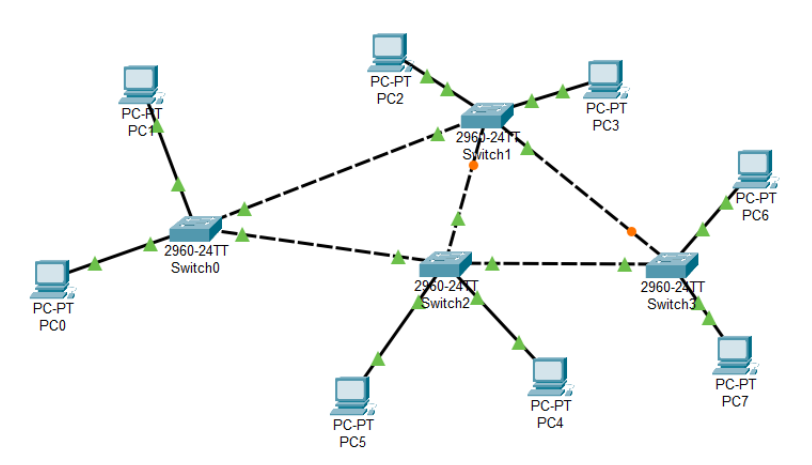 PC-PT
PC2
PC-PT
PC1
PC-PT
PC3
2960-24TT
Switch1
PC-PT
PC6
2960-24TT
Switch0
2960-24TT
Switch2
2960-24TT
Switch3
PC-PT
PC0
PC-PT
PC7
PC-PT
PC4
PC-PT
PC5